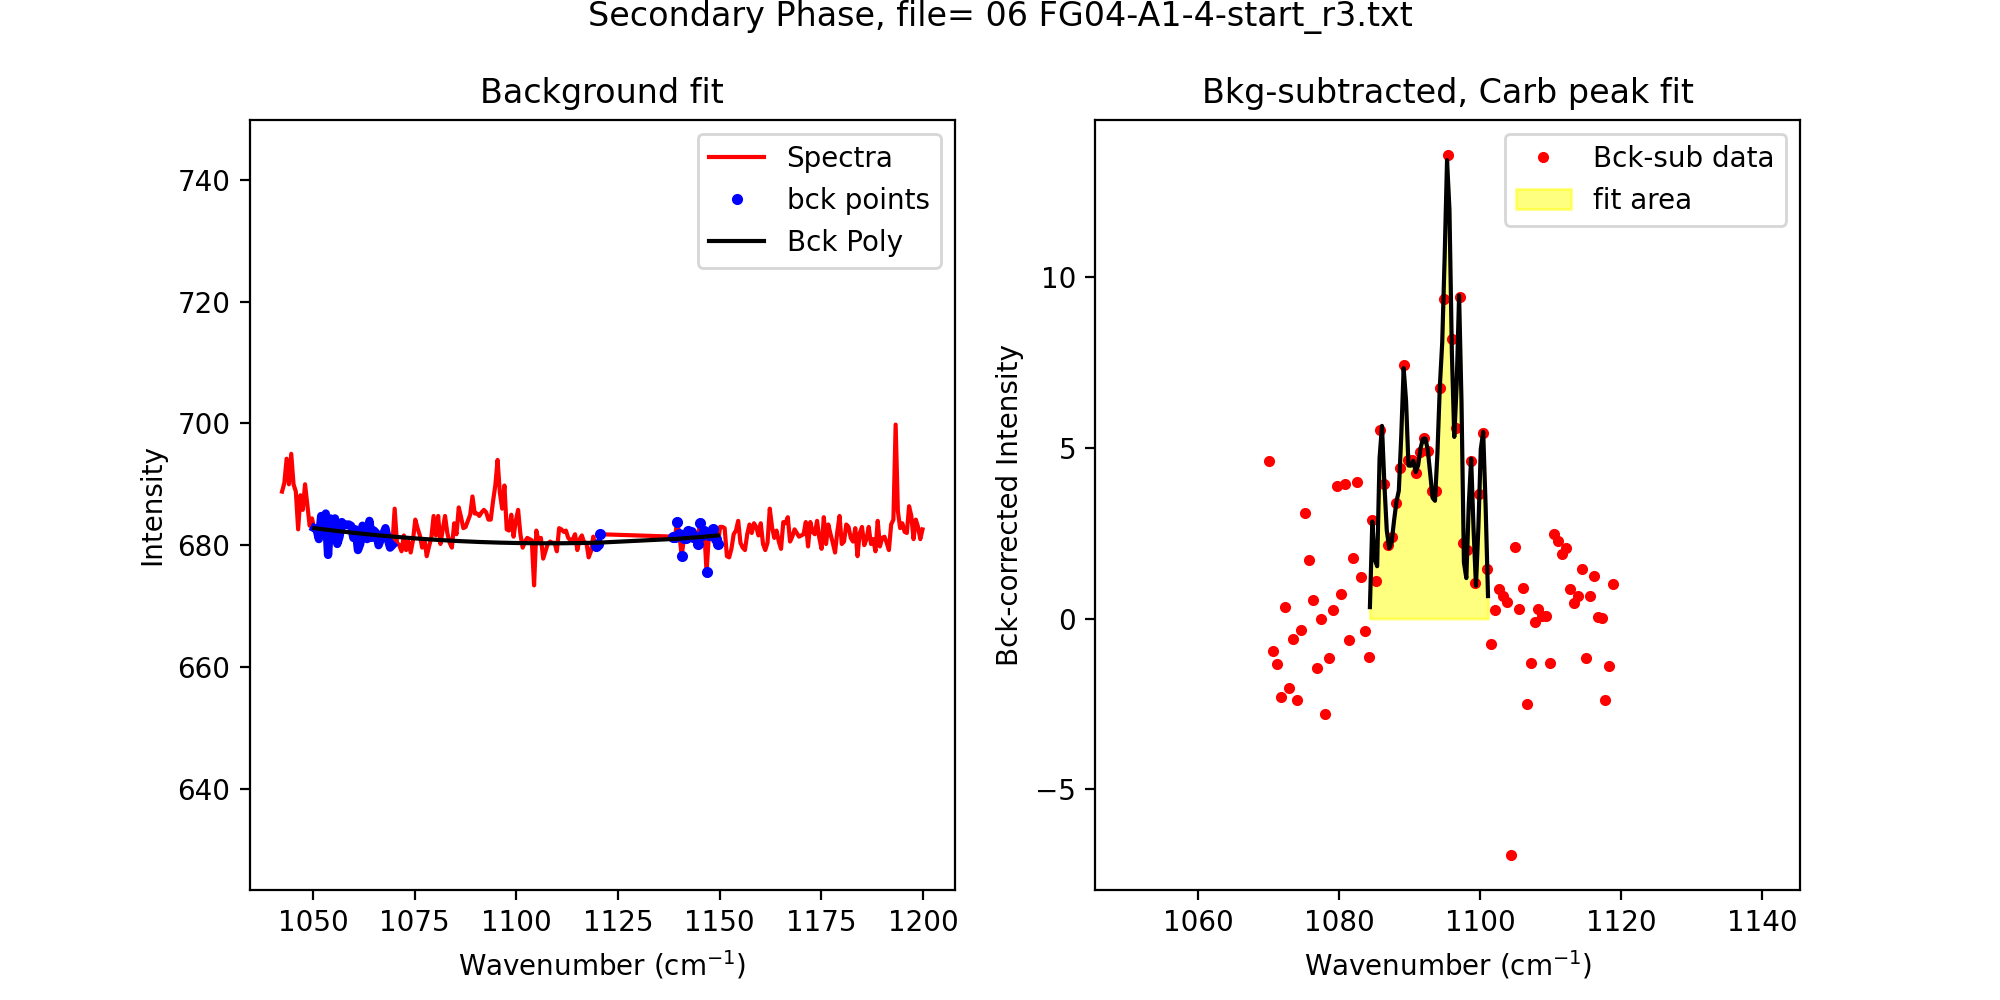 Secondary Phase, file= 06 FG04-A1-4-start_r3.txt
Background fit
Spectra
bck points
Bck Poly
740
720
700
680
660
640
Intensity
1050 1075 1100 1125 1150 1175 1200
Wavenumber (cm⁻¹)
Bkg-subtracted, Carb peak fit
Bck-sub data
fit area
10
5
0
−5
Bck-corrected Intensity
1060 1080 1100 1120 1140
Wavenumber (cm⁻¹)